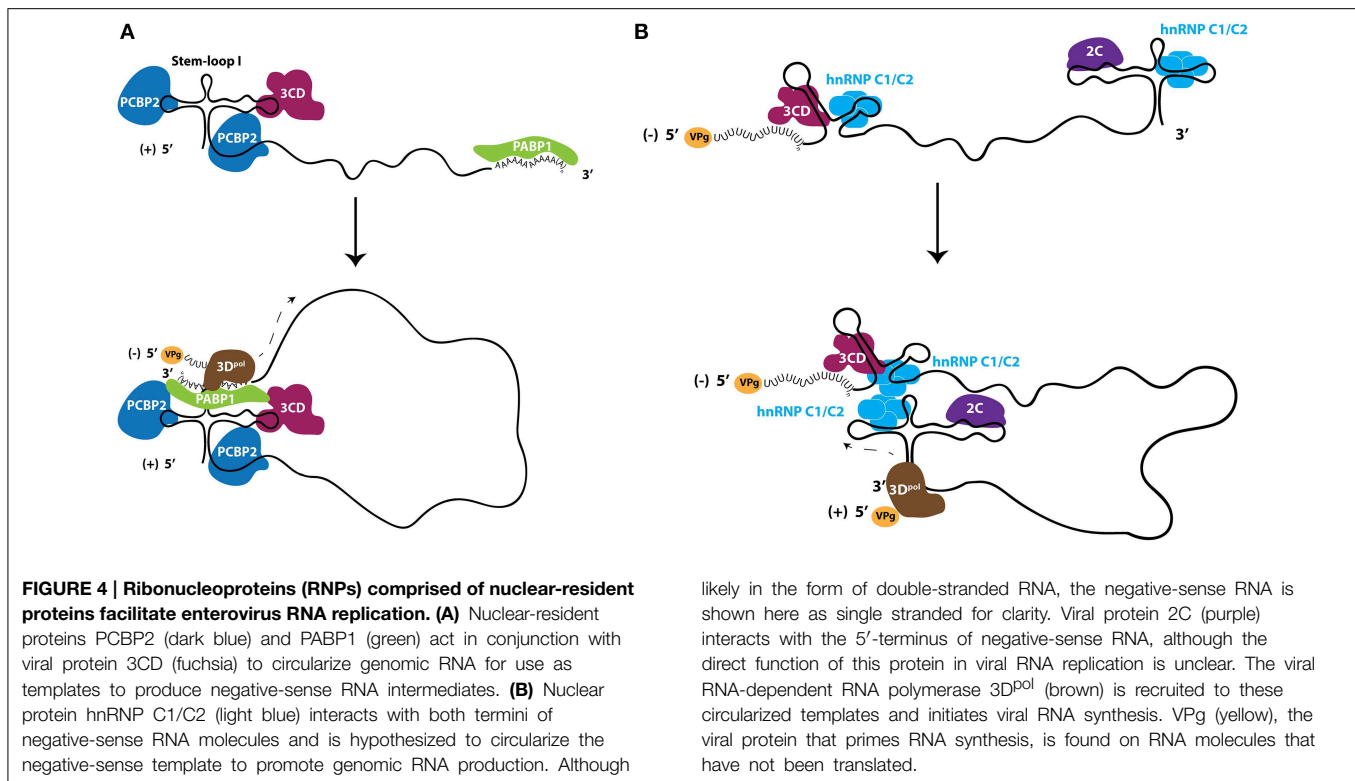 A
Stem-loop I
PCBP2
3CD
PCBP2
(+) 5′
PABP1
AAAAAAAAA(A)n
3′
(-) 5′
VPg
3Dpol
3′
PABP1
PCBP2
3CD
PCBP2
(+) 5′
B
hnRNP C1/C2
2C
hnRNP C1/C2
3CD
(-) 5′
VPg
3′
hnRNP C1/C2
3CD
(-) 5′
VPg
hnRNP C1/C2
2C
3′
3Dpol
(+) 5′
VPg
FIGURE 4 | Ribonucleoproteins (RNPs) comprised of nuclear-resident
proteins facilitate enterovirus RNA replication. (A) Nuclear-resident
proteins PCBP2 (dark blue) and PABP1 (green) act in conjunction with
viral protein 3CD (fuchsia) to circularize genomic RNA for use as
templates to produce negative-sense RNA intermediates. (B) Nuclear
protein hnRNP C1/C2 (light blue) interacts with both termini of
negative-sense RNA molecules and is hypothesized to circularize the
negative-sense template to promote genomic RNA production. Although
likely in the form of double-stranded RNA, the negative-sense RNA is
shown here as single stranded for clarity. Viral protein 2C (purple)
interacts with the 5′-terminus of negative-sense RNA, although the
direct function of this protein in viral RNA replication is unclear. The viral
RNA-dependent RNA polymerase 3Dpol (brown) is recruited to these
circularized templates and initiates viral RNA synthesis. VPg (yellow), the
viral protein that primes RNA synthesis, is found on RNA molecules that
have not been translated.